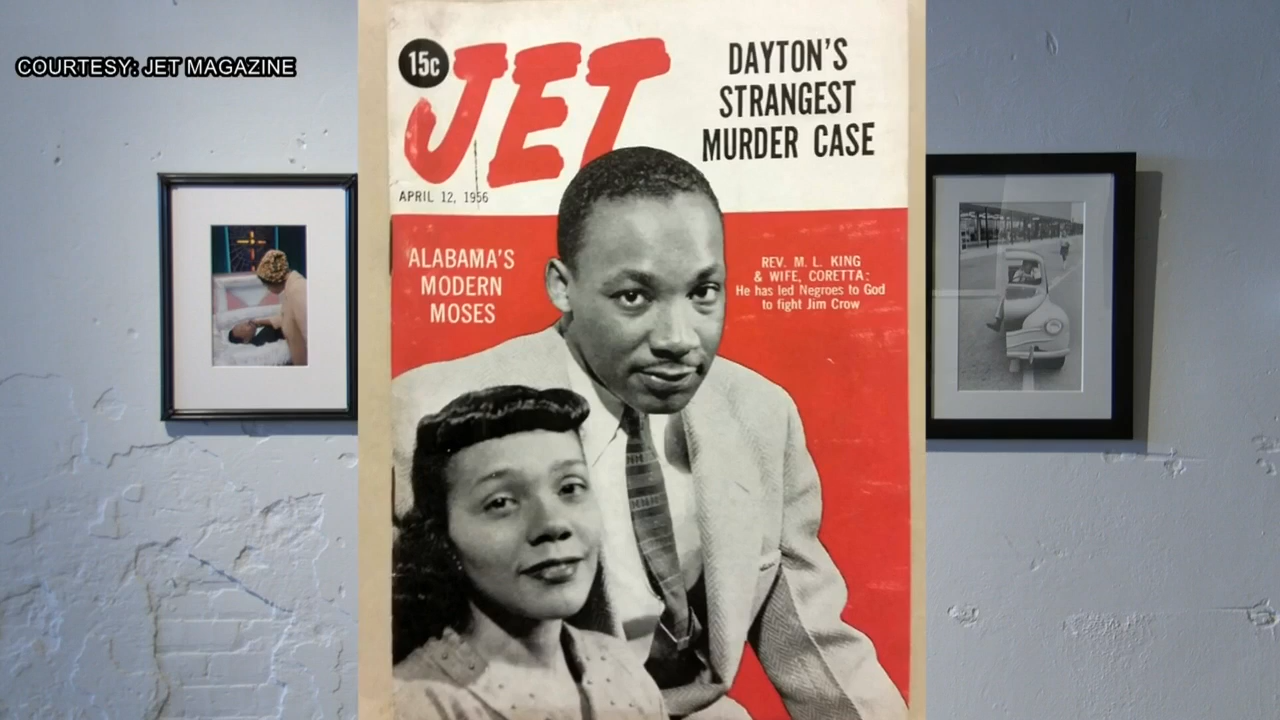 COURTESY: JET MAGAZINE
15c
JET
DAYTON'S
STRANGEST
MURDER CASE
APRIL 12, 1956
ALABAMA'S
MODERN
MOSES
REV. M. L. KING
& WIFE, CORETTA:
He has led Negroes to God
to fight Jim Crow